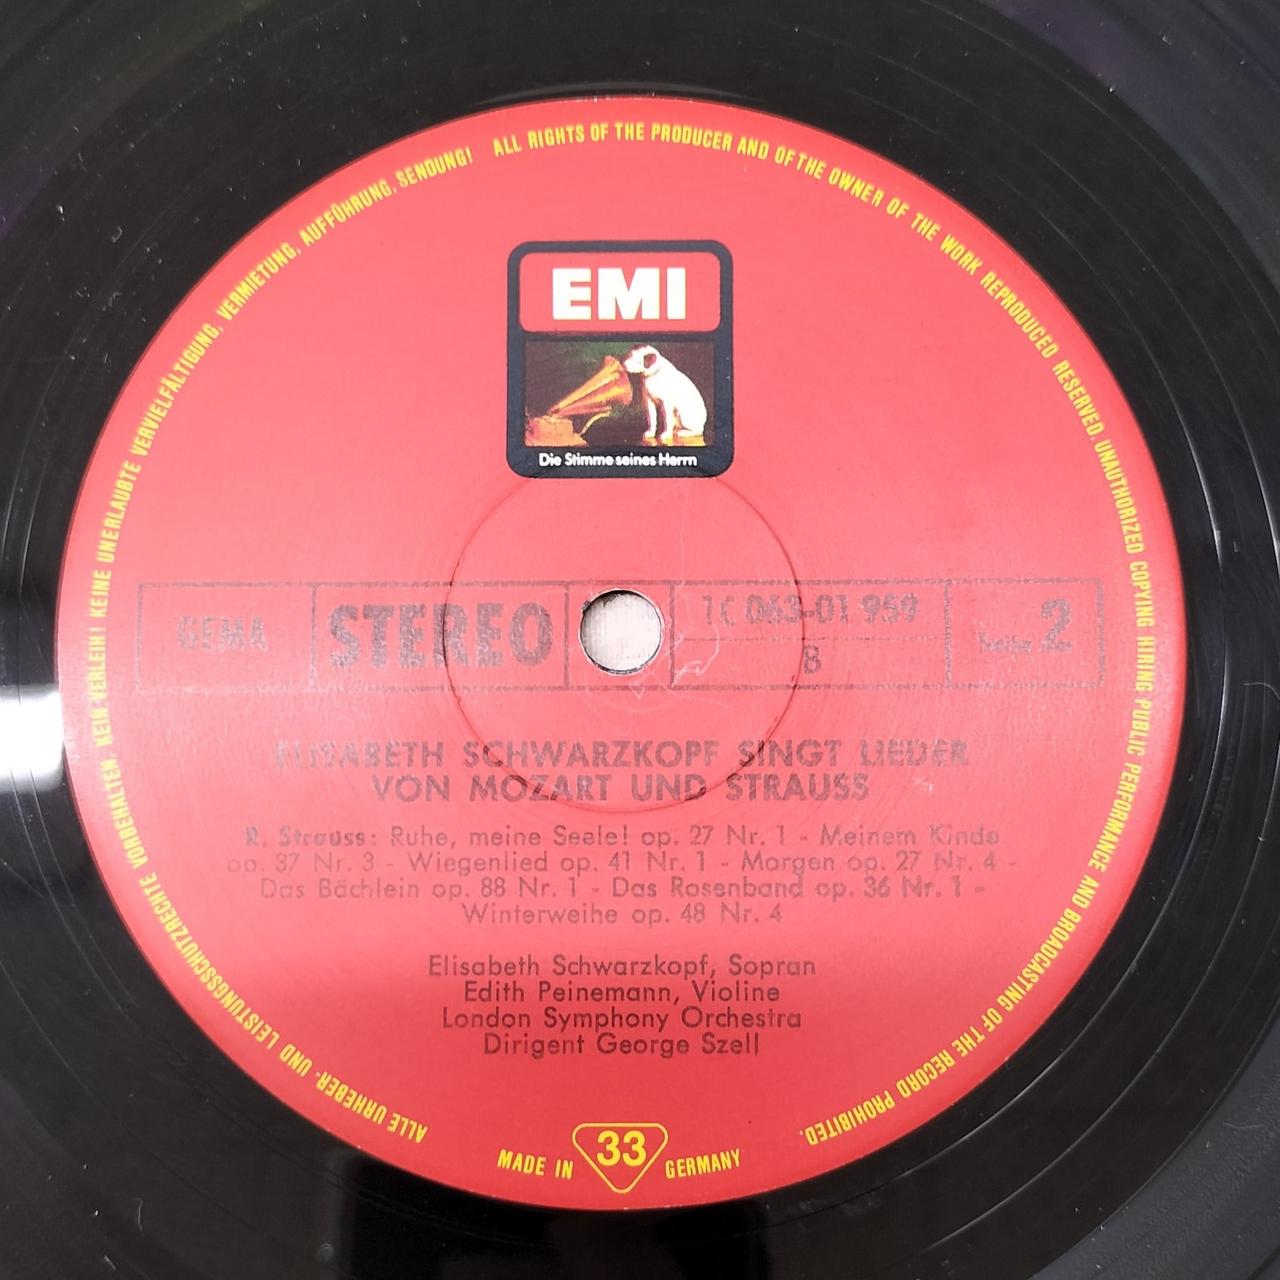 ALLE URHEBER- UND LEISTUNGSSCHUTZRECHTE VORBEHALTEN. KEIN VERLEIH! KEINE UNERLAUBTE VERVIELFÄLTIGUNG, VERMIETUNG, AUFFÜHRUNG, SENDUNG!
ALL RIGHTS OF THE PRODUCER AND OF THE OWNER OF THE WORK REPRODUCED RESERVED. UNAUTHORIZED COPYING HIRING PUBLIC PERFORMANCE AND BROADCASTING OF THE RECORD PROHIBITED.
EMI
Die Stimme seines Herrn
GEMA
STEREO
1C 063-01 959
B
Seite 2
ELISABETH SCHWARZKOPF SINGT LIEDER
VON MOZART UND STRAUSS
R. Strauss: Ruhe, meine Seele! op. 27 Nr. 1 - Meinem Kinde
op. 37 Nr. 3 - Wiegenlied op. 41 Nr. 1 - Morgen op. 27 Nr. 4 -
Das Bächlein op. 88 Nr. 1 - Das Rosenband op. 36 Nr. 1 -
Winterweihe op. 48 Nr. 4
Elisabeth Schwarzkopf, Sopran
Edith Peinemann, Violine
London Symphony Orchestra
Dirigent George Szell
MADE IN 33 GERMANY